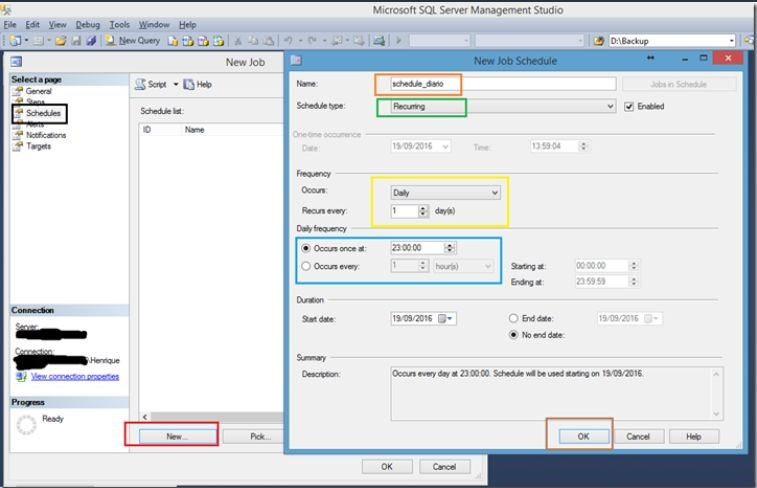 Microsoft SQL Server Management Studio
File Edit View Debug Tools Window Help
New Query D:\Backup
New Job
Select a page
General
Steps
Schedules
Alerts
Notifications
Targets
Script Help
Schedule list:
ID Name
Connection
Server:
Connection:
\Henrique
View connection properties
Progress
Ready
New... Pick...
OK Cancel
New Job Schedule
Name: schedule_diario Jobs in Schedule
Schedule type: Recurring Enabled
One-time occurrence
Date: 19/09/2016 Time: 13:59:04
Frequency
Occurs: Daily
Recurs every: 1 day(s)
Daily frequency
Occurs once at: 23:00:00
Occurs every: 1 hour(s) Starting at: 00:00:00
Ending at: 23:59:59
Duration
Start date: 19/09/2016 End date: 19/09/2016
No end date:
Summary
Description: Occurs every day at 23:00:00. Schedule will be used starting on 19/09/2016.
OK Cancel Help